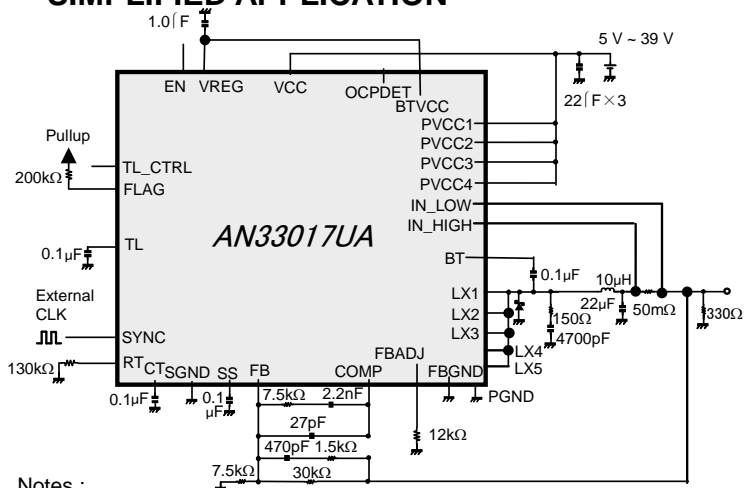 SIMPLIFIED APPLICATION
1.0⌠F
5 V ~ 39 V
EN VREG VCC OCPDET BTVCC
22⌠F×3
PVCC1
PVCC2
PVCC3
PVCC4
Pullup
TL_CTRL
200kΩ
FLAG
IN_LOW
IN_HIGH
AN33017UA
TL
0.1µF
BT
0.1µF
10µH
External
CLK
LX1
22µF
50mΩ
330Ω
LX2
150Ω
LX3
4700pF
SYNC
LX4
LX5
RT
130kΩ
CT SGND SS FB COMP FBADJ FBGND PGND
0.1µF
0.1
µF
7.5kΩ 2.2nF
27pF
470pF 1.5kΩ
12kΩ
7.5kΩ 30kΩ
Notes :